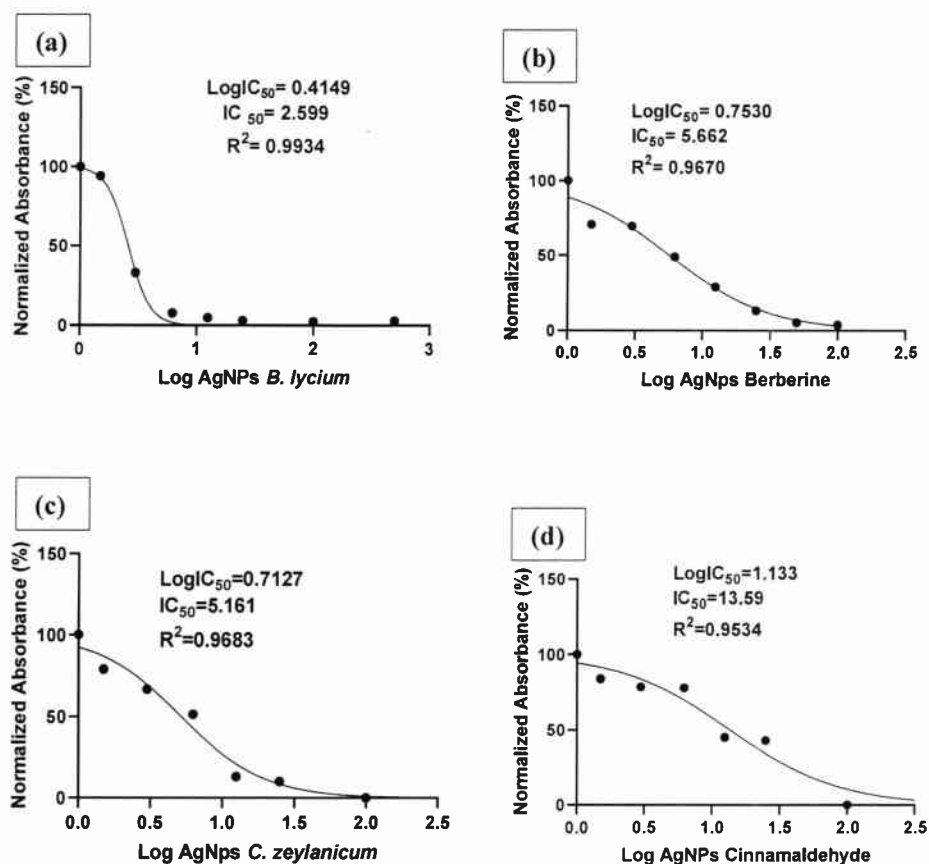 (a)
LogIC50= 0.4149
IC 50= 2.599
R2= 0.9934
Normalized Absorbance (%)
150
100
50
0
0 1 2 3
Log AgNPs B. lycium
(b)
LogIC50= 0.7530
IC50= 5.662
R2= 0.9670
Normalized Absorbance (%)
150
100
50
0
0.0 0.5 1.0 1.5 2.0 2.5
Log AgNps Berberine
(c)
LogIC50=0.7127
IC50=5.161
R2=0.9683
Normalized Absorbance (%)
150
100
50
0
0.0 0.5 1.0 1.5 2.0 2.5
Log AgNps C. zeylanicum
(d)
LogIC50=1.133
IC50=13.59
R2=0.9534
Normalized Absorbance (%)
150
100
50
0
0.0 0.5 1.0 1.5 2.0 2.5
Log AgNPs Cinnamaldehyde